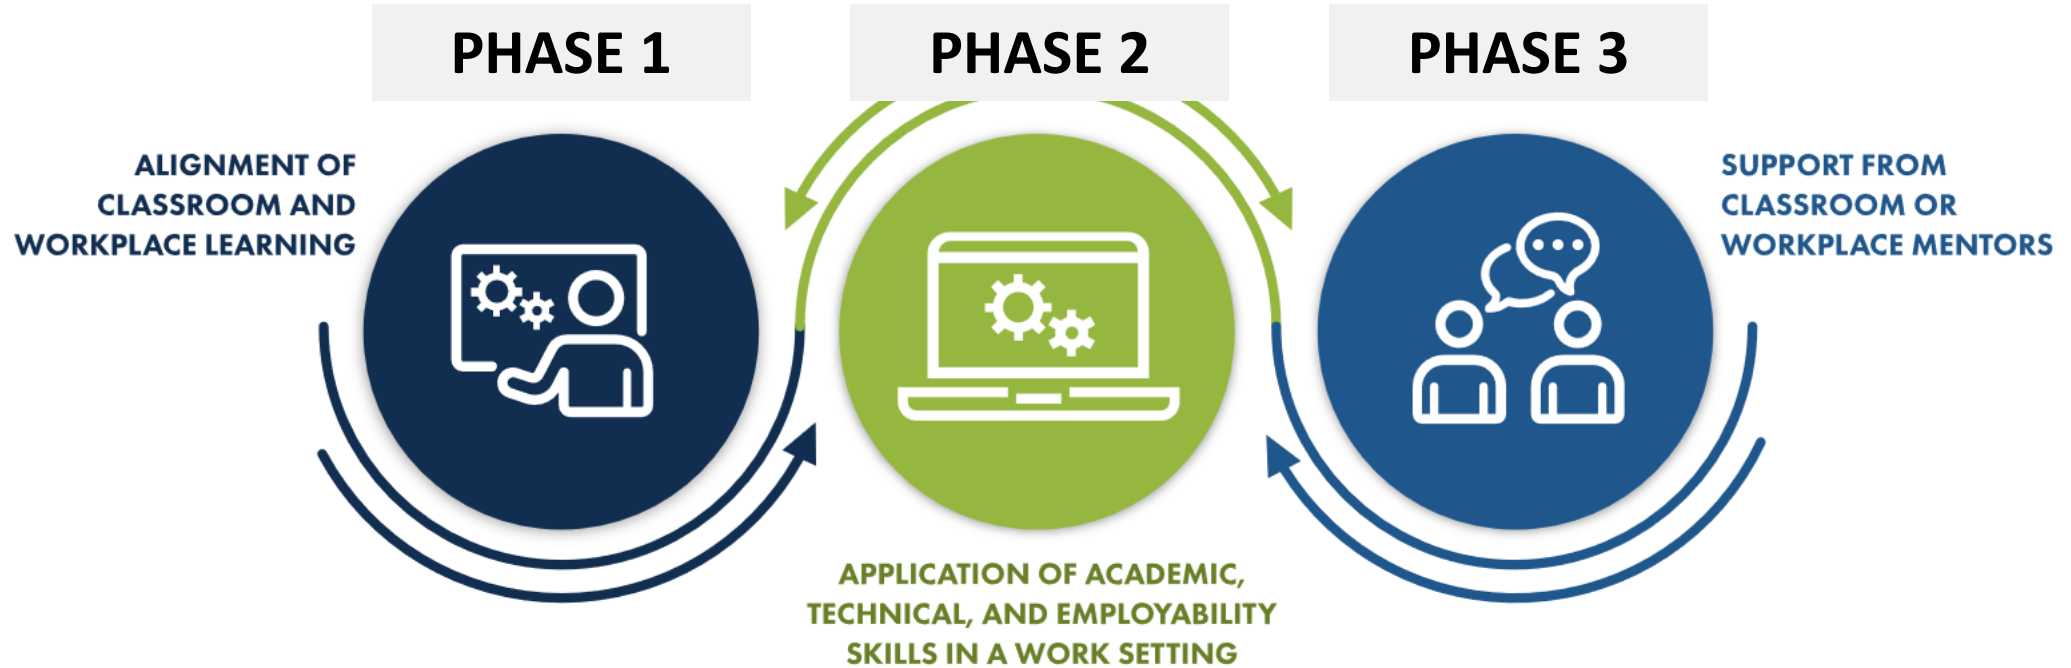 PHASE 1
PHASE 2
PHASE 3
ALIGNMENT OF
CLASSROOM AND
WORKPLACE LEARNING
APPLICATION OF ACADEMIC,
TECHNICAL, AND EMPLOYABILITY
SKILLS IN A WORK SETTING
SUPPORT FROM
CLASSROOM OR
WORKPLACE MENTORS